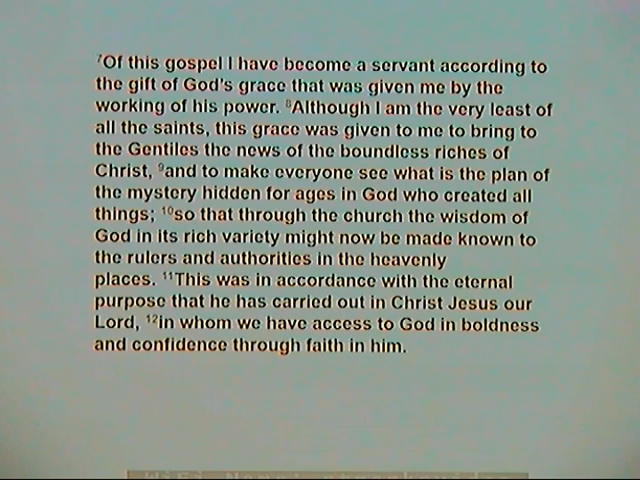 ⁷Of this gospel I have become a servant according to
the gift of God's grace that was given me by the
working of his power. ⁸Although I am the very least of
all the saints, this grace was given to me to bring to
the Gentiles the news of the boundless riches of
Christ, ⁹and to make everyone see what is the plan of
the mystery hidden for ages in God who created all
things; ¹⁰so that through the church the wisdom of
God in its rich variety might now be made known to
the rulers and authorities in the heavenly
places. ¹¹This was in accordance with the eternal
purpose that he has carried out in Christ Jesus our
Lord, ¹²in whom we have access to God in boldness
and confidence through faith in him.